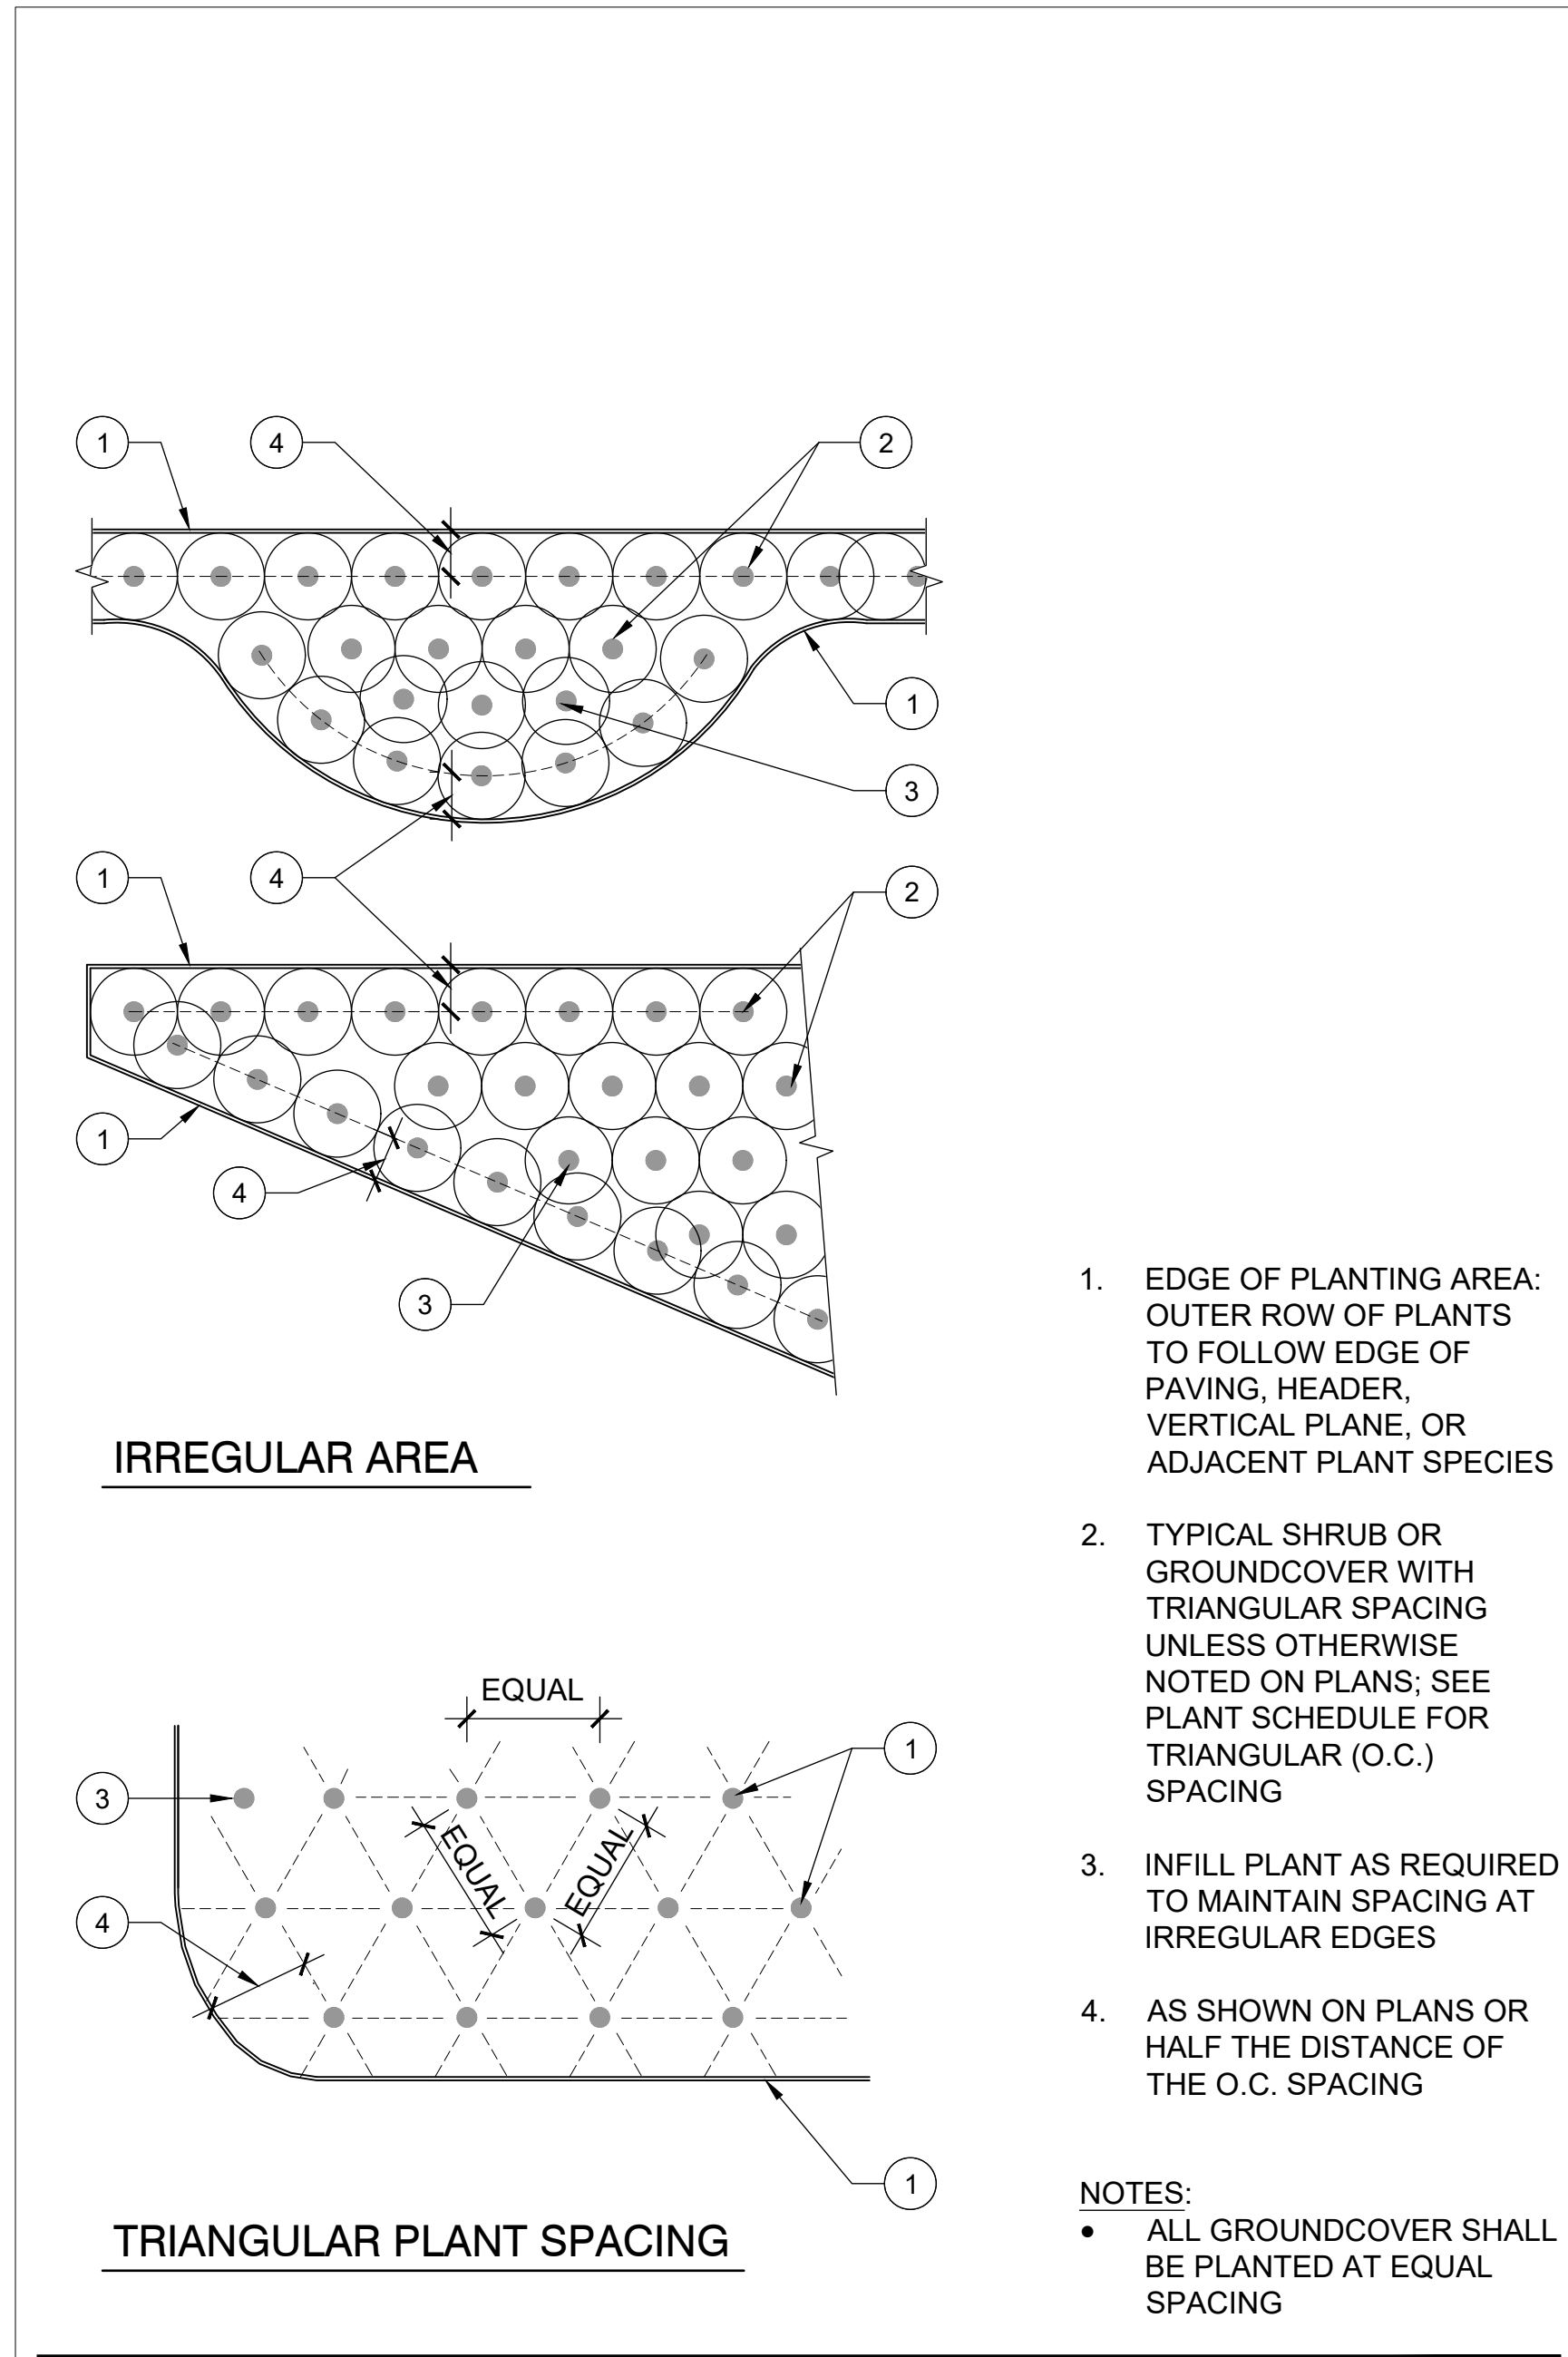 1
4
2
1
3
1
4
2
1
4
3
IRREGULAR AREA
EQUAL
1
3
EQUAL
EQUAL
4
1
TRIANGULAR PLANT SPACING
1. EDGE OF PLANTING AREA:
OUTER ROW OF PLANTS
TO FOLLOW EDGE OF
PAVING, HEADER,
VERTICAL PLANE, OR
ADJACENT PLANT SPECIES
2. TYPICAL SHRUB OR
GROUNDCOVER WITH
TRIANGULAR SPACING
UNLESS OTHERWISE
NOTED ON PLANS; SEE
PLANT SCHEDULE FOR
TRIANGULAR (O.C.)
SPACING
3. INFILL PLANT AS REQUIRED
TO MAINTAIN SPACING AT
IRREGULAR EDGES
4. AS SHOWN ON PLANS OR
HALF THE DISTANCE OF
THE O.C. SPACING
NOTES:
• ALL GROUNDCOVER SHALL
BE PLANTED AT EQUAL
SPACING